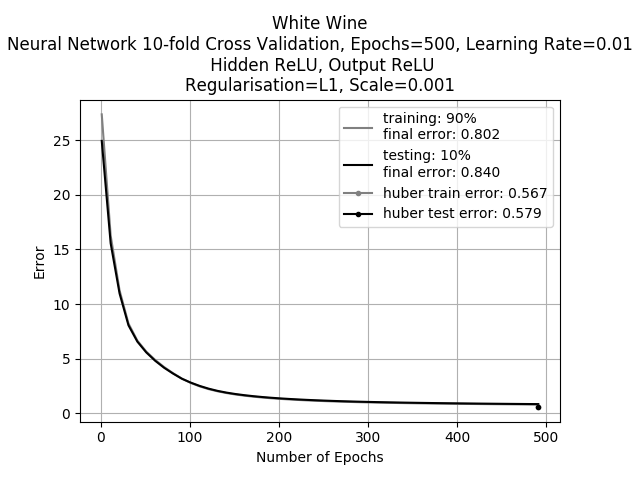 White Wine
Neural Network 10-fold Cross Validation, Epochs=500, Learning Rate=0.01
Hidden ReLU, Output ReLU
Regularisation=L1, Scale=0.001
training: 90%
final error: 0.802
testing: 10%
final error: 0.840
huber train error: 0.567
huber test error: 0.579
Error
25
20
15
10
5
0
0 100 200 300 400 500
Number of Epochs